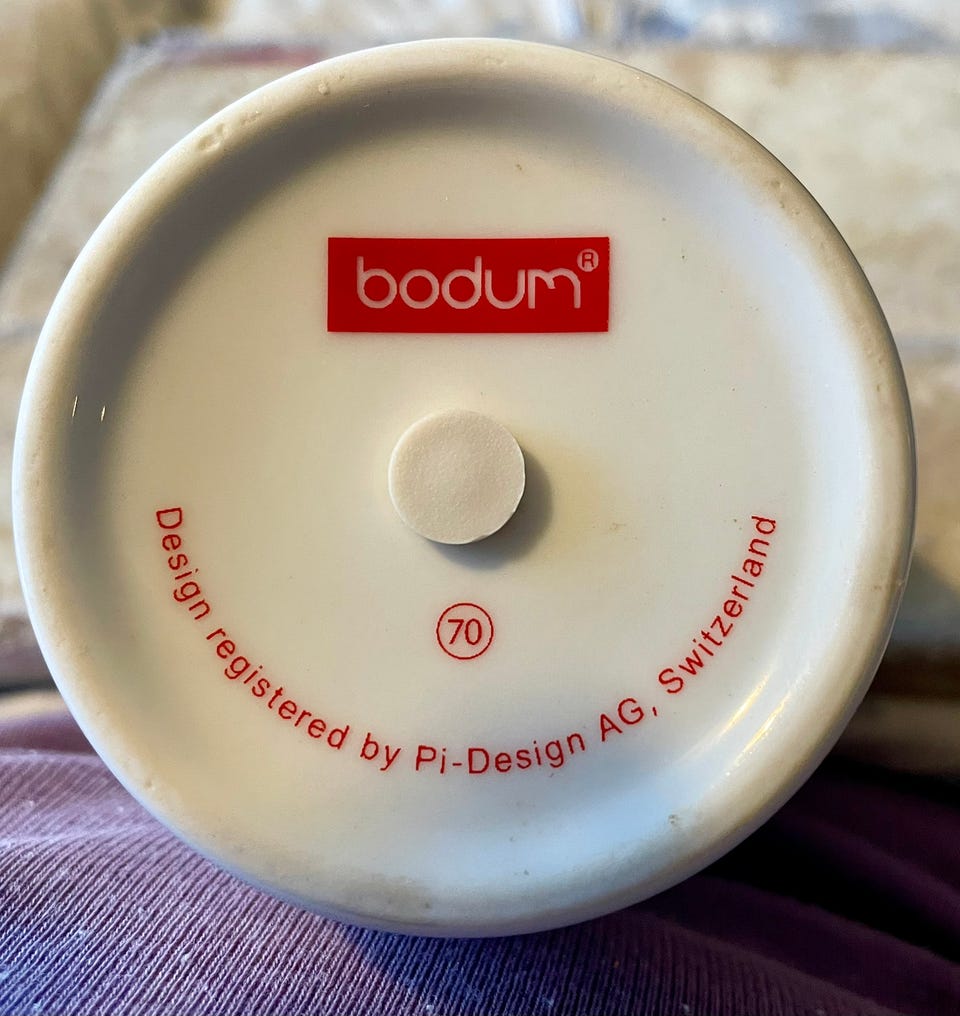 bodum®
70
Design registered by Pi-Design AG, Switzerland